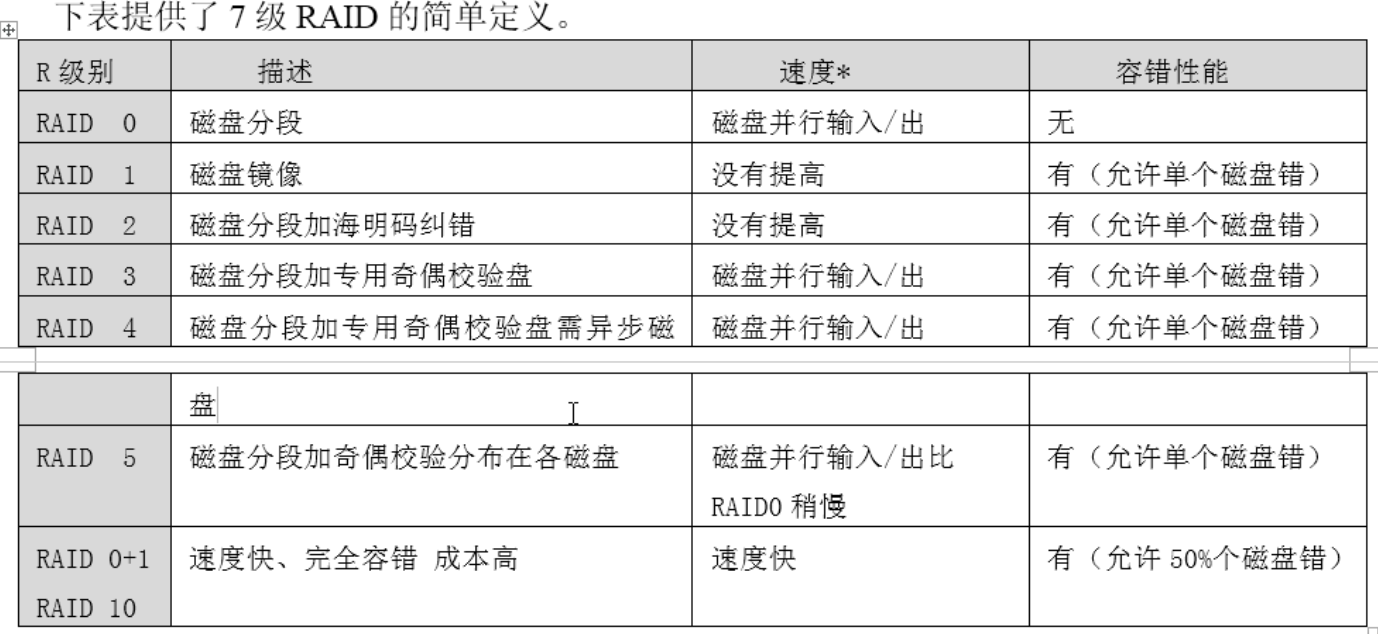 下表提供了 7 级 RAID 的简单定义。
R 级别 描述 速度* 容错性能
RAID 0 磁盘分段 磁盘并行输入/出 无
RAID 1 磁盘镜像 没有提高 有（允许单个磁盘错）
RAID 2 磁盘分段加海明码纠错 没有提高 有（允许单个磁盘错）
RAID 3 磁盘分段加专用奇偶校验盘 磁盘并行输入/出 有（允许单个磁盘错）
RAID 4 磁盘分段加专用奇偶校验盘需异步磁 磁盘并行输入/出 有（允许单个磁盘错）
盘
RAID 5 磁盘分段加奇偶校验分布在各磁盘 磁盘并行输入/出比 有（允许单个磁盘错）
RAID0 稍慢
RAID 0+1 速度快、完全容错 成本高 速度快 有（允许 50%个磁盘错）
RAID 10